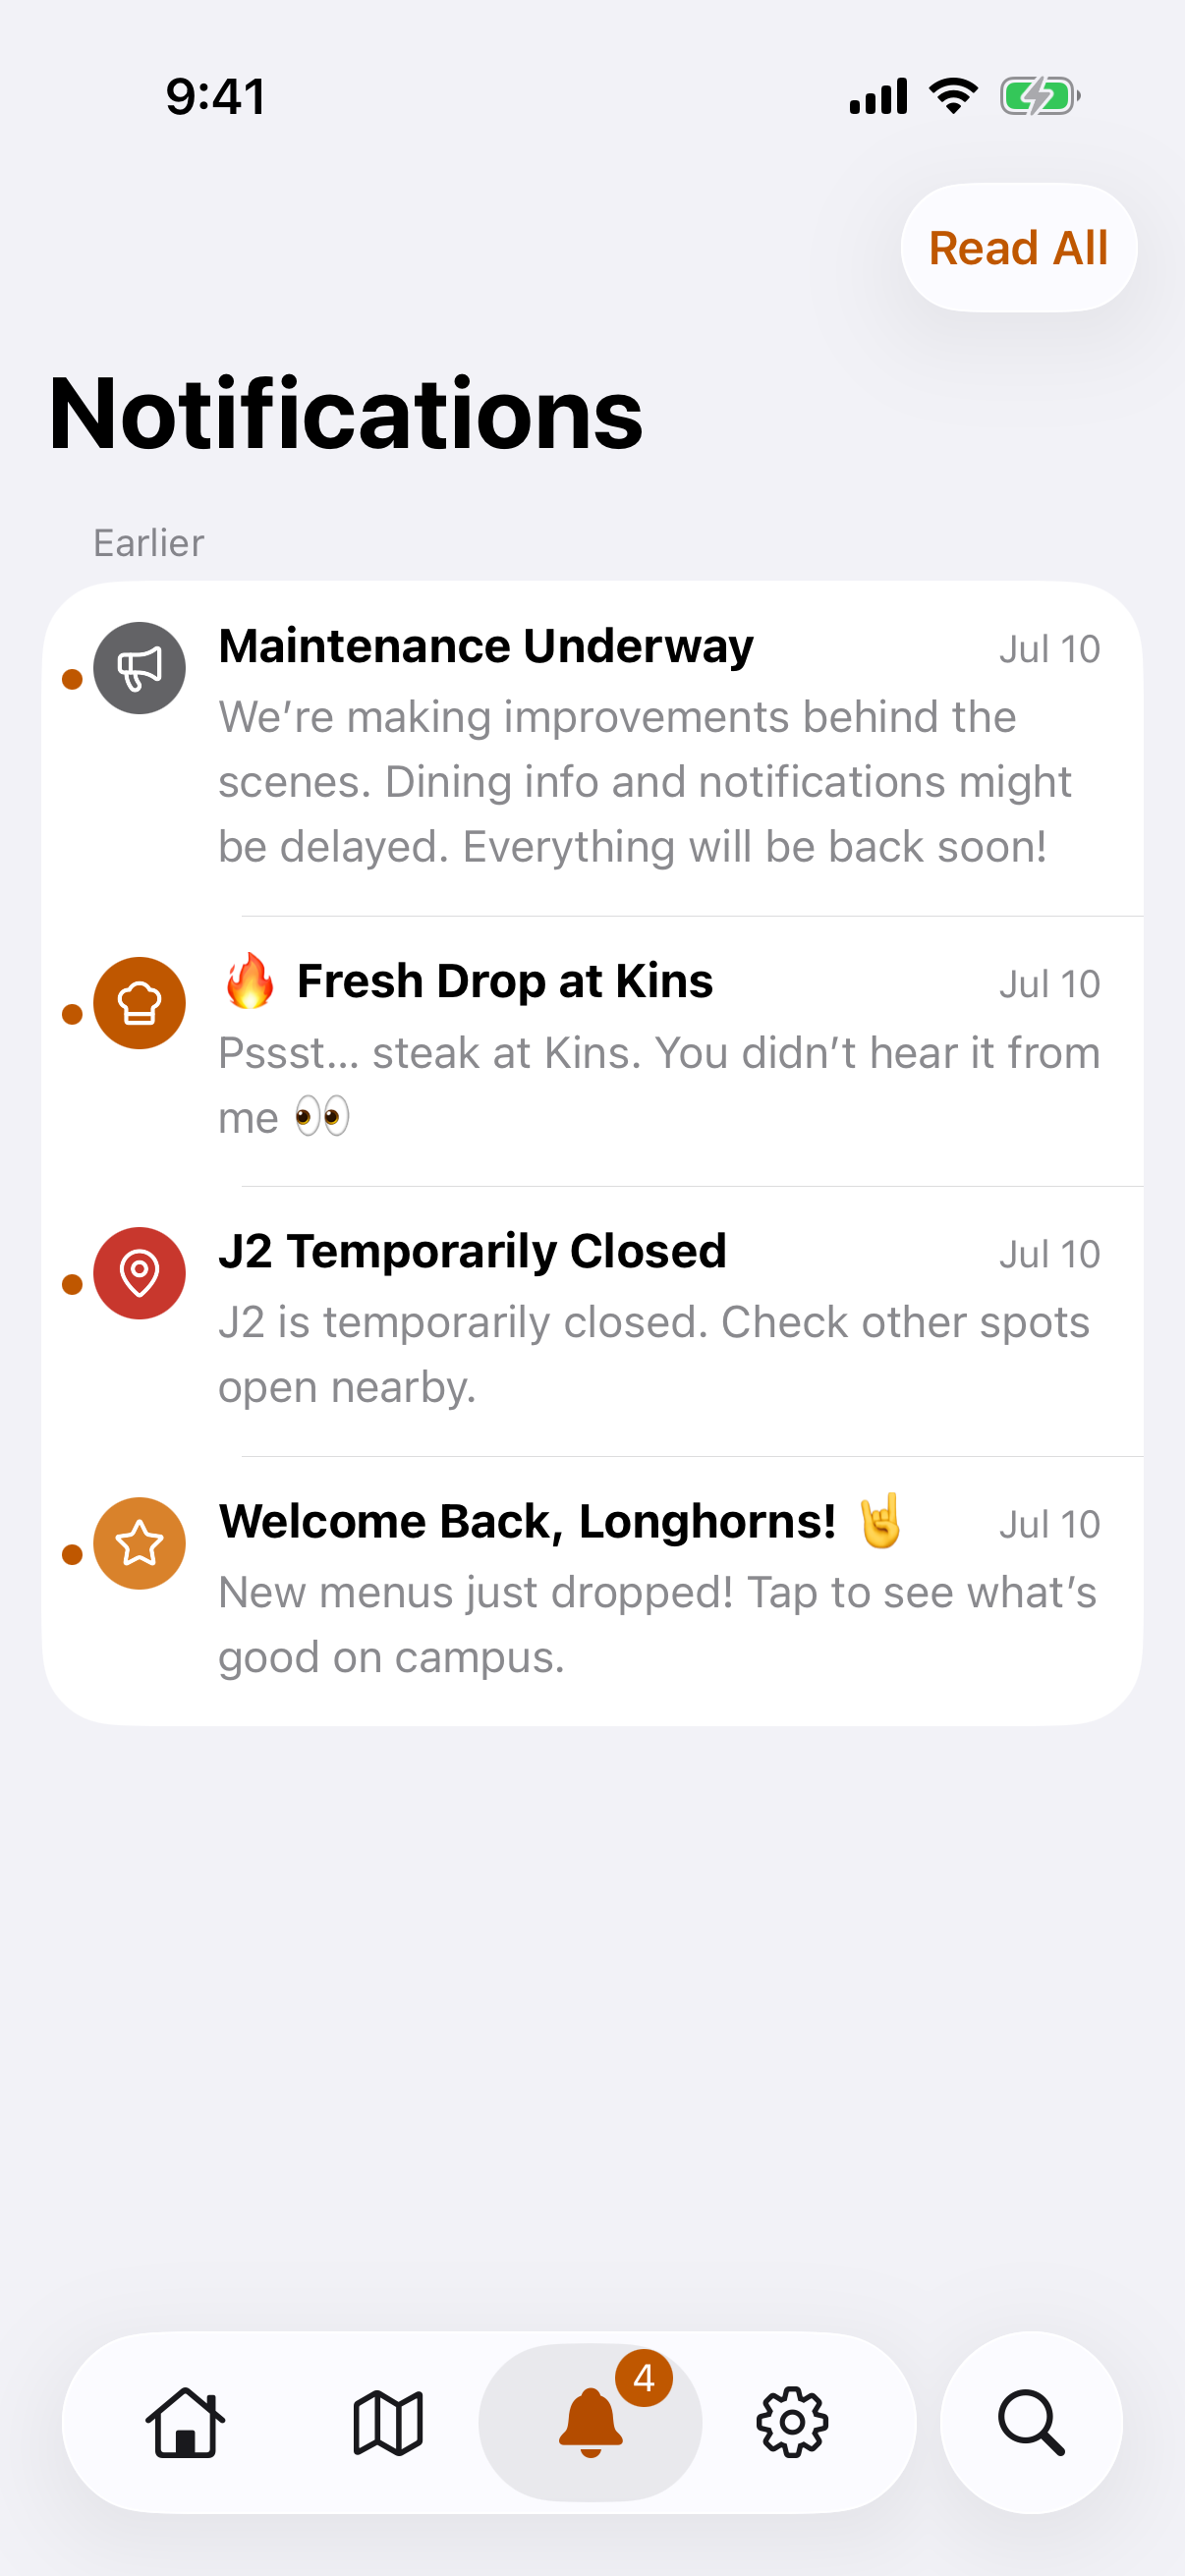 9:41
Read All
Notifications
Earlier
Maintenance Underway
Jul 10
We’re making improvements behind the
scenes. Dining info and notifications might
be delayed. Everything will be back soon!
🔥 Fresh Drop at Kins
Jul 10
Pssst... steak at Kins. You didn’t hear it from
me 👀
J2 Temporarily Closed
Jul 10
J2 is temporarily closed. Check other spots
open nearby.
Welcome Back, Longhorns! 🤘
Jul 10
New menus just dropped! Tap to see what’s
good on campus.
4